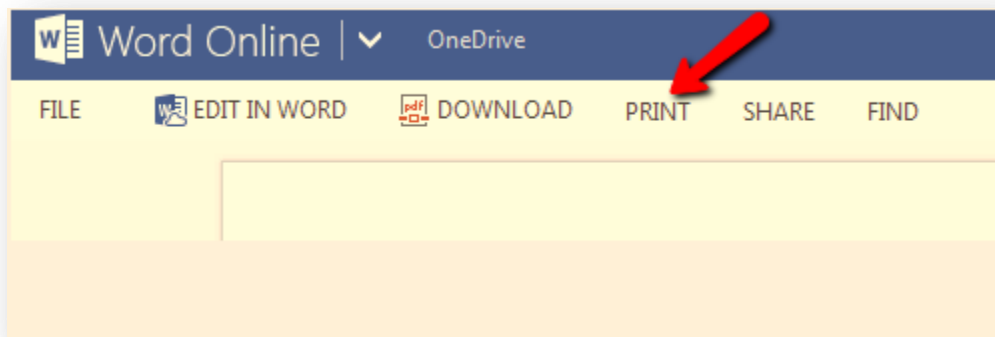 Word Online | OneDrive
FILE EDIT IN WORD DOWNLOAD PRINT SHARE FIND